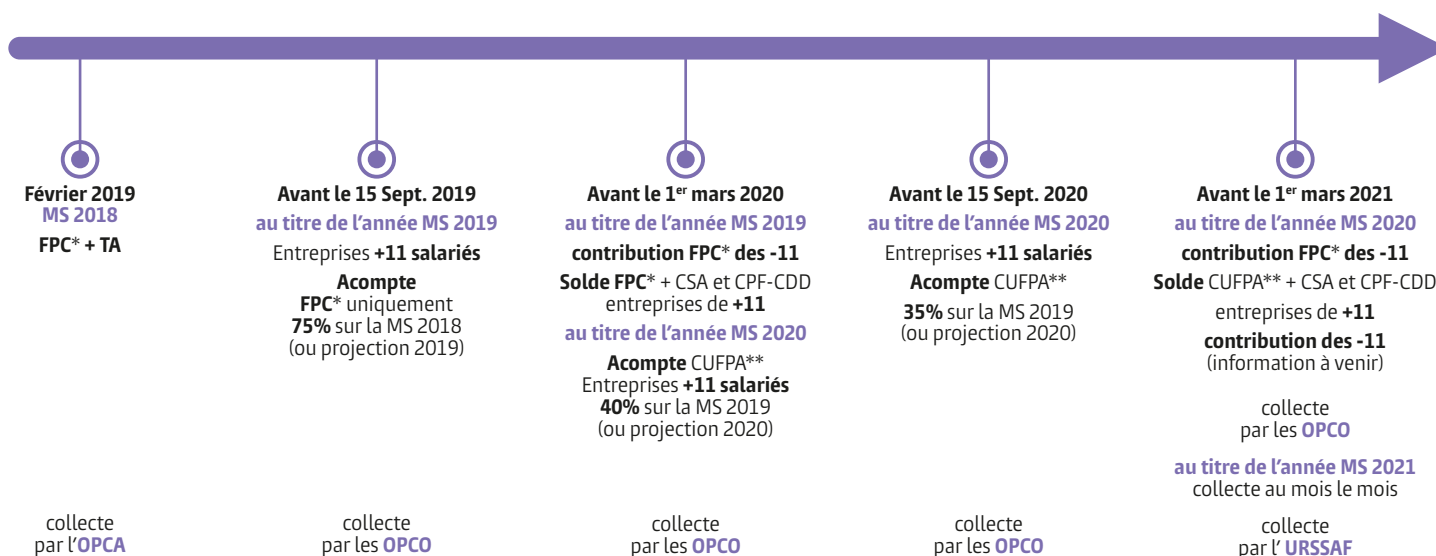 Février 2019
MS 2018
FPC* + TA
collecte
par l'OPCA
Avant le 15 Sept. 2019
au titre de l'année MS 2019
Entreprises +11 salariés
Acompte
FPC* uniquement
75% sur la MS 2018
(ou projection 2019)
collecte
par les OPCO
Avant le 1er mars 2020
au titre de l'année MS 2019
contribution FPC* des -11
Solde FPC* + CSA et CPF-CDD
entreprises de +11
au titre de l'année MS 2020
Acompte CUFPA**
Entreprises +11 salariés
40% sur la MS 2019
(ou projection 2020)
collecte
par les OPCO
Avant le 15 Sept. 2020
au titre de l'année MS 2020
Entreprises +11 salariés
Acompte CUFPA**
35% sur la MS 2019
(ou projection 2020)
collecte
par les OPCO
Avant le 1er mars 2021
au titre de l'année MS 2020
contribution FPC* des -11
Solde CUFPA** + CSA et CPF-CDD
entreprises de +11
contribution des -11
(information à venir)
collecte
par les OPCO
au titre de l'année MS 2021
collecte au mois le mois
collecte
par l' URSSAF